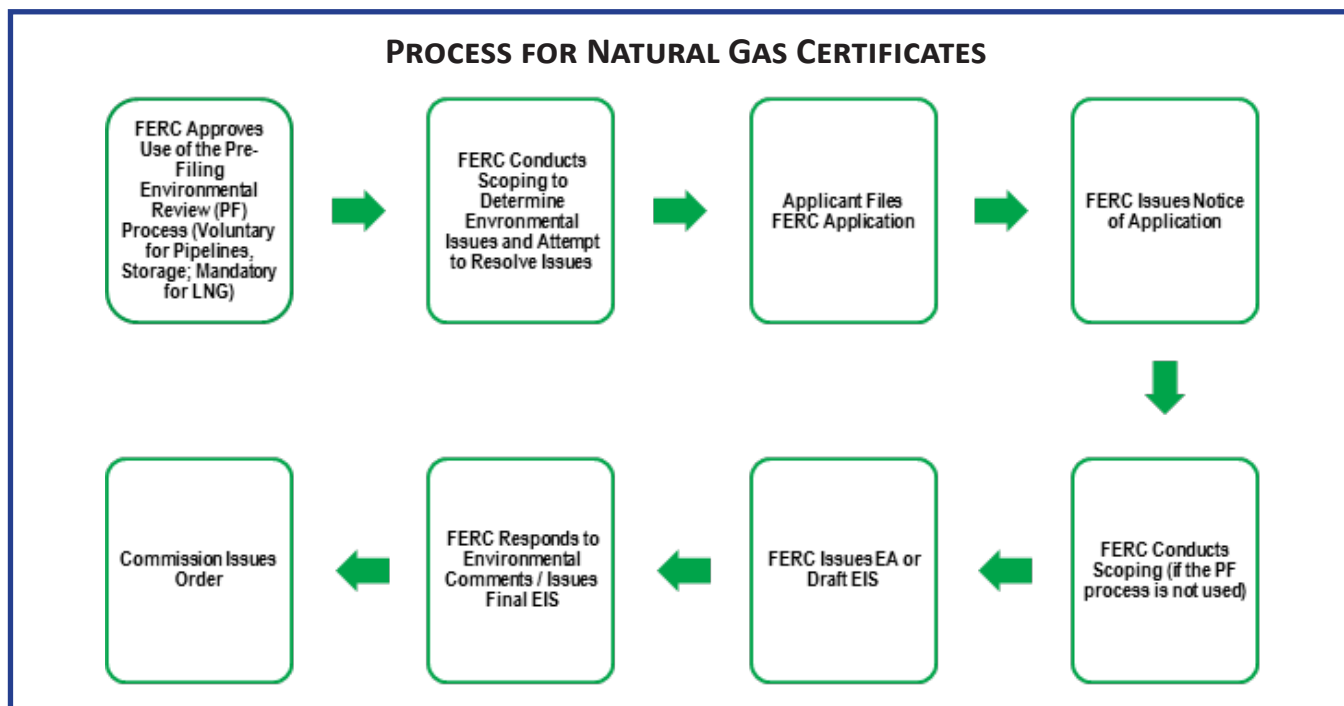 PROCESS FOR NATURAL GAS CERTIFICATES
FERC Approves
Use of the Pre-
Filing
Environmental
Review (PF)
Process (Voluntary
for Pipelines,
Storage; Mandatory
for LNG)
FERC Conducts
Scoping to
Determine
Environmental
Issues and Attempt
to Resolve Issues
Applicant Files
FERC Application
FERC Issues Notice
of Application
FERC Conducts
Scoping (if the PF
process is not used)
FERC Issues EA or
Draft EIS
FERC Responds to
Environmental
Comments / Issues
Final EIS
Commission Issues
Order